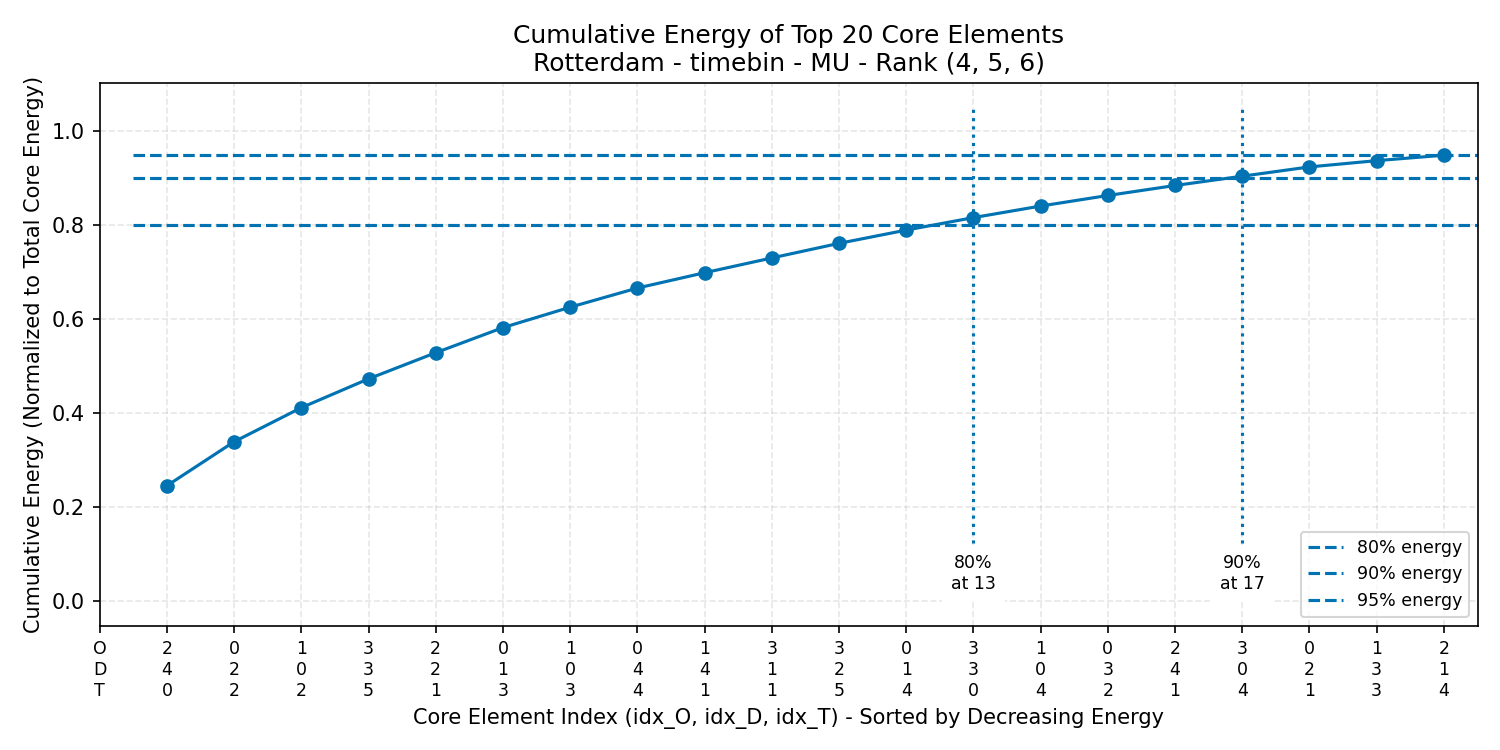 Cumulative Energy of Top 20 Core Elements
Rotterdam - timebin - MU - Rank (4, 5, 6)
Cumulative Energy (Normalized to Total Core Energy)
1.0
0.8
0.6
0.4
0.2
0.0
80%
at 13
90%
at 17
80% energy
90% energy
95% energy
O 2 0 1 3 2 0 1 0 1 3 3 0 3 1 0 2 3 0 1 2
D 4 2 0 3 2 1 0 4 4 1 2 1 3 0 3 4 0 2 3 1
T 0 2 2 5 1 3 3 4 1 1 5 4 0 4 2 1 4 1 3 4
Core Element Index (idx_O, idx_D, idx_T) - Sorted by Decreasing Energy